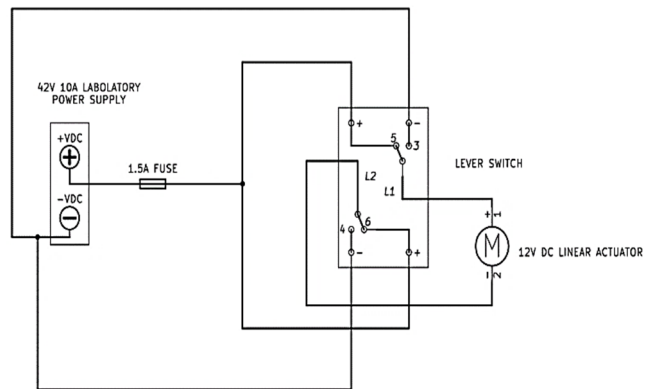 42V 10A LABOLATORY
POWER SUPPLY
+VDC
+
-VDC
-
1.5A FUSE
+
-
5
3
L2
L1
4
6
-
+
LEVER SWITCH
+ 1
M
- 2
12V DC LINEAR ACTUATOR